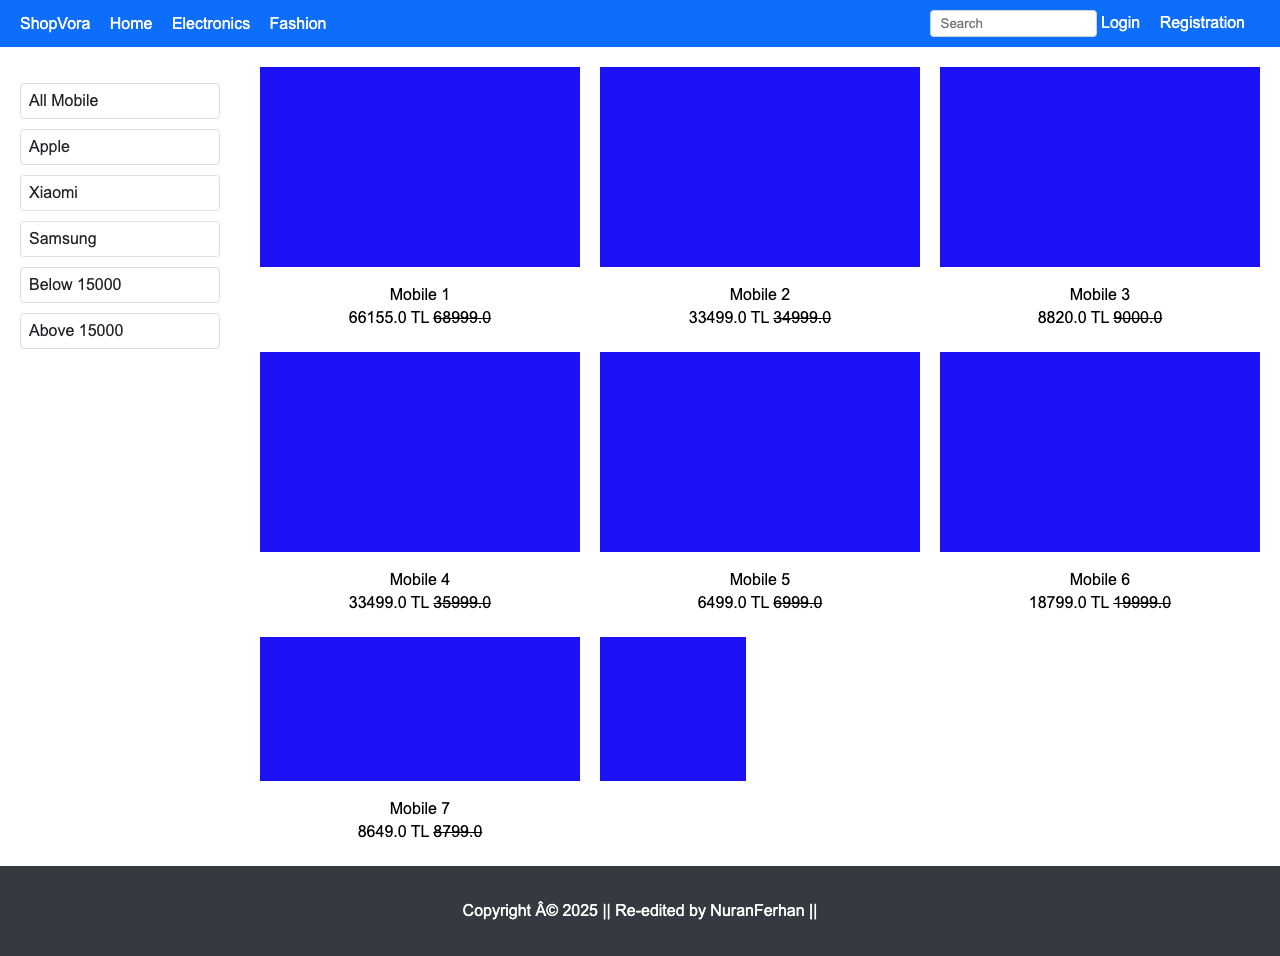 ShopVora Home Electronics Fashion Search Login Registration
All Mobile
Apple
Xiaomi
Samsung
Below 15000
Above 15000
Mobile 1
66155.0 TL 68999.0
Mobile 2
33499.0 TL 34999.0
Mobile 3
8820.0 TL 9000.0
Mobile 4
33499.0 TL 35999.0
Mobile 5
6499.0 TL 6999.0
Mobile 6
18799.0 TL 19999.0
Mobile 7
8649.0 TL 8799.0
Copyright Â© 2025 || Re-edited by NuranFerhan ||